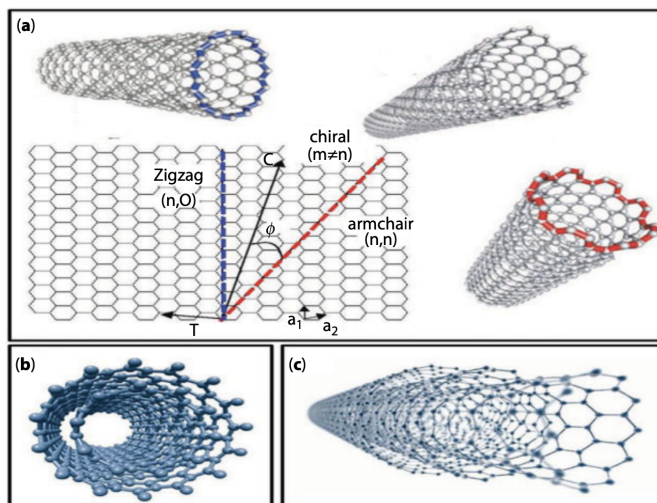 (a)
chiral
(m≠n)
C
Zigzag
(n,O)
armchair
(n,n)
ϕ
T
a1
a2
(b)
(c)